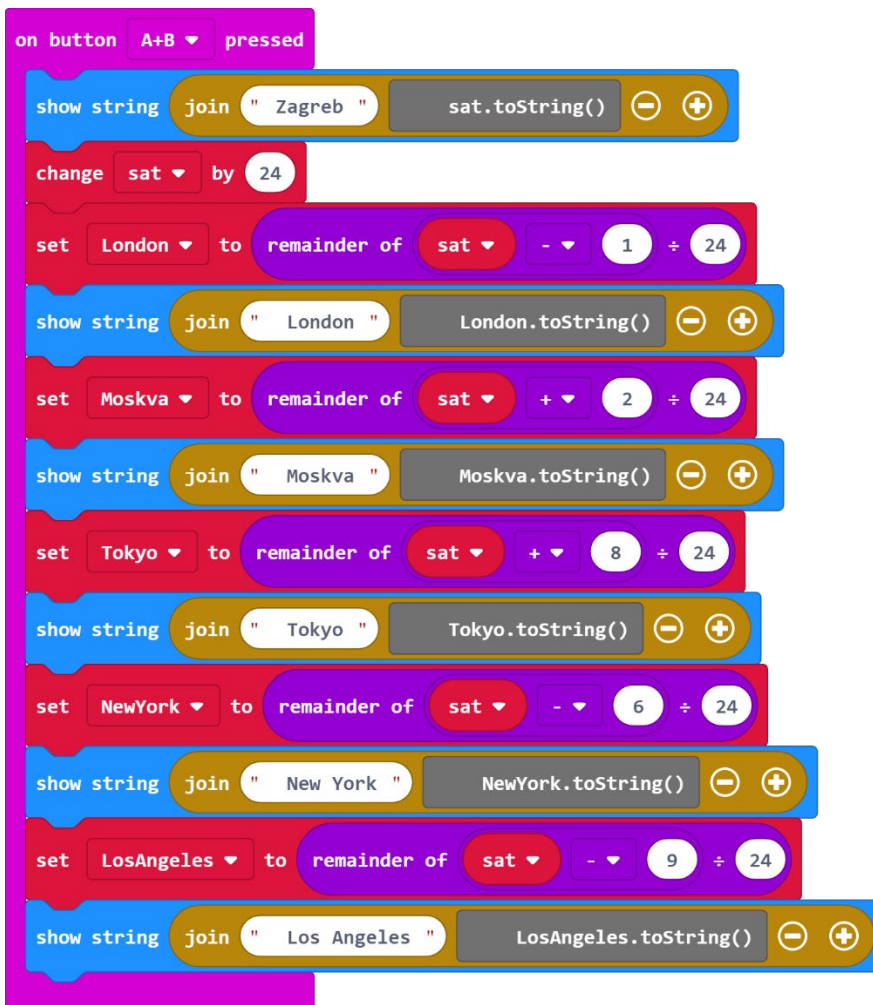 on button A+B pressed
show string join " Zagreb " sat.toString()
change sat by 24
set London to remainder of sat - 1 ÷ 24
show string join " London " London.toString()
set Moskva to remainder of sat + 2 ÷ 24
show string join " Moskva " Moskva.toString()
set Tokyo to remainder of sat + 8 ÷ 24
show string join " Tokyo " Tokyo.toString()
set NewYork to remainder of sat - 6 ÷ 24
show string join " New York " NewYork.toString()
set LosAngeles to remainder of sat - 9 ÷ 24
show string join " Los Angeles " LosAngeles.toString()